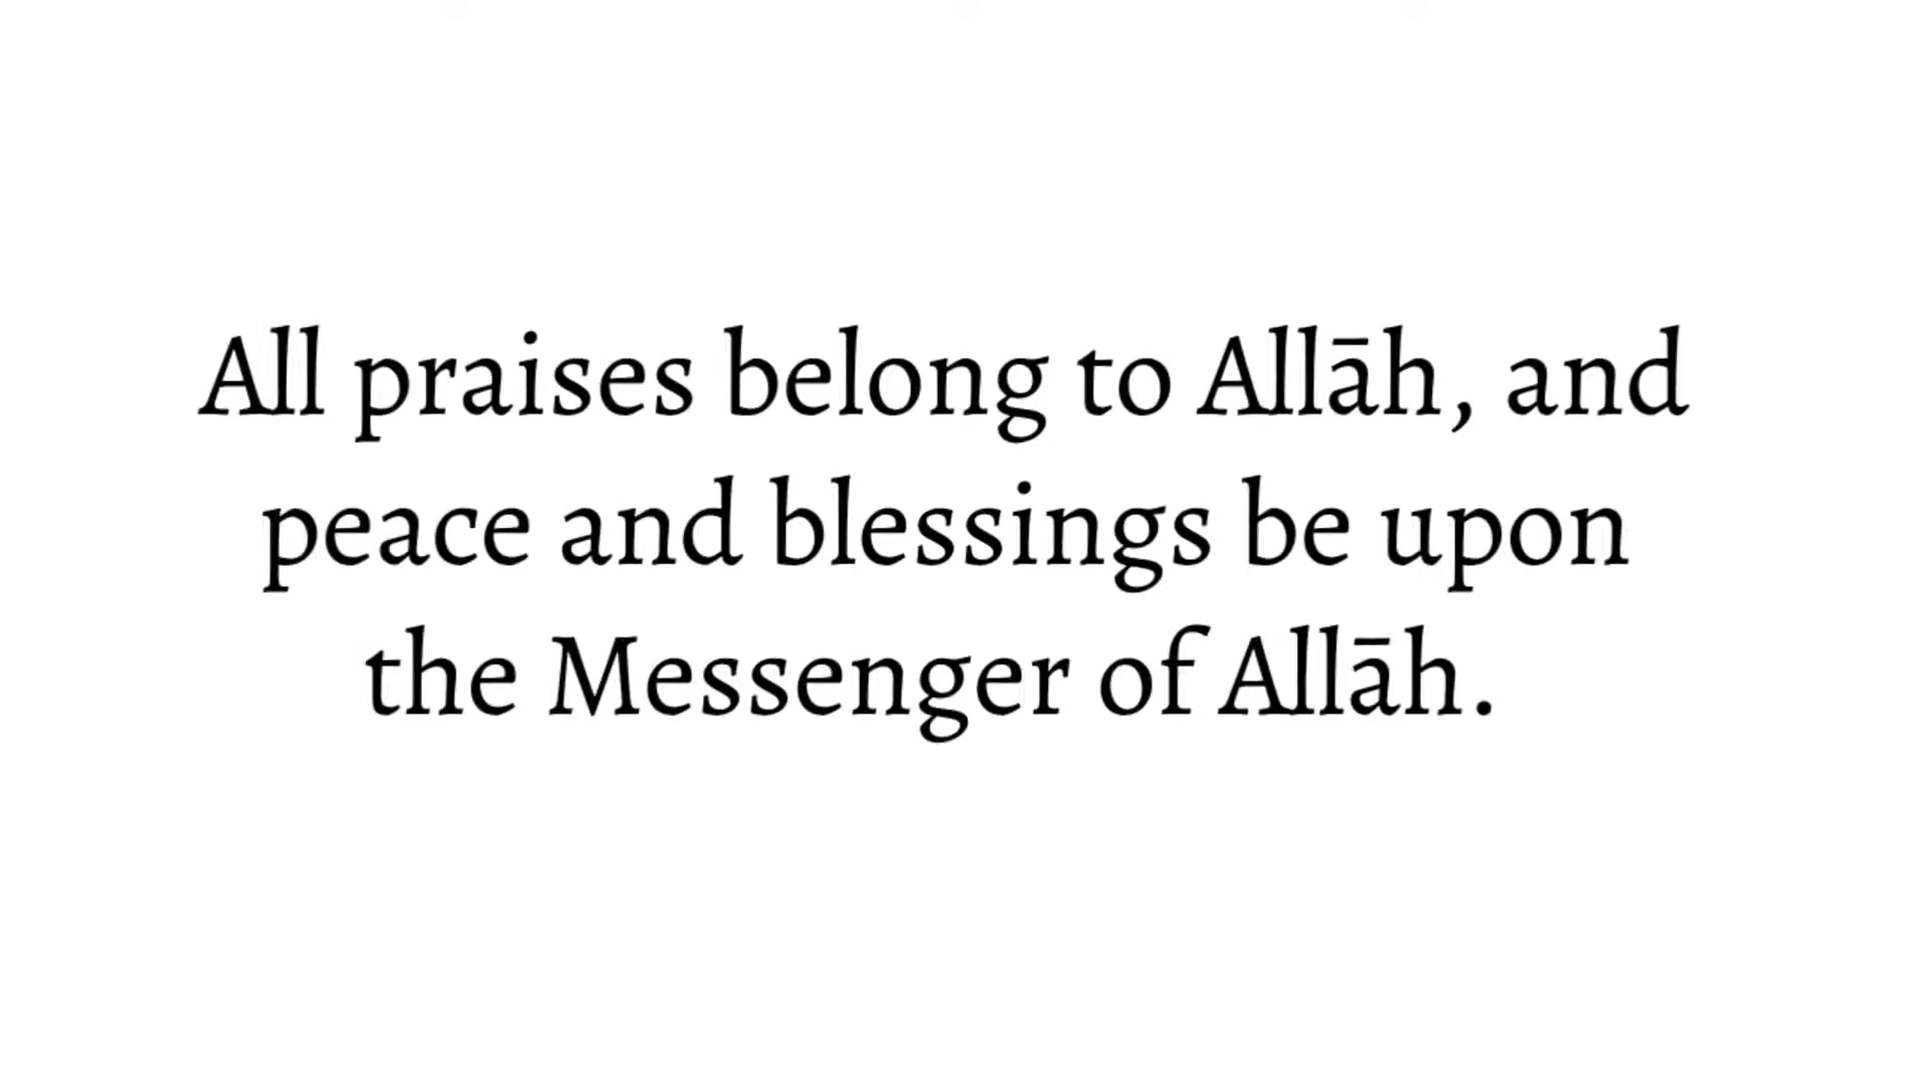 All praises belong to Allāh, and
peace and blessings be upon
the Messenger of Allāh.